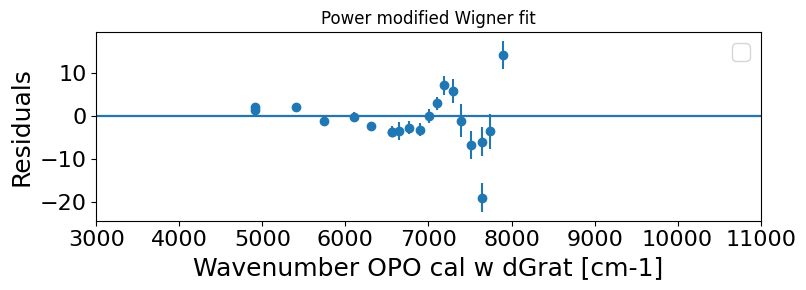 Power modified Wigner fit
Residuals
10
0
−10
−20
3000 4000 5000 6000 7000 8000 9000 10000 11000
Wavenumber OPO cal w dGrat [cm-1]